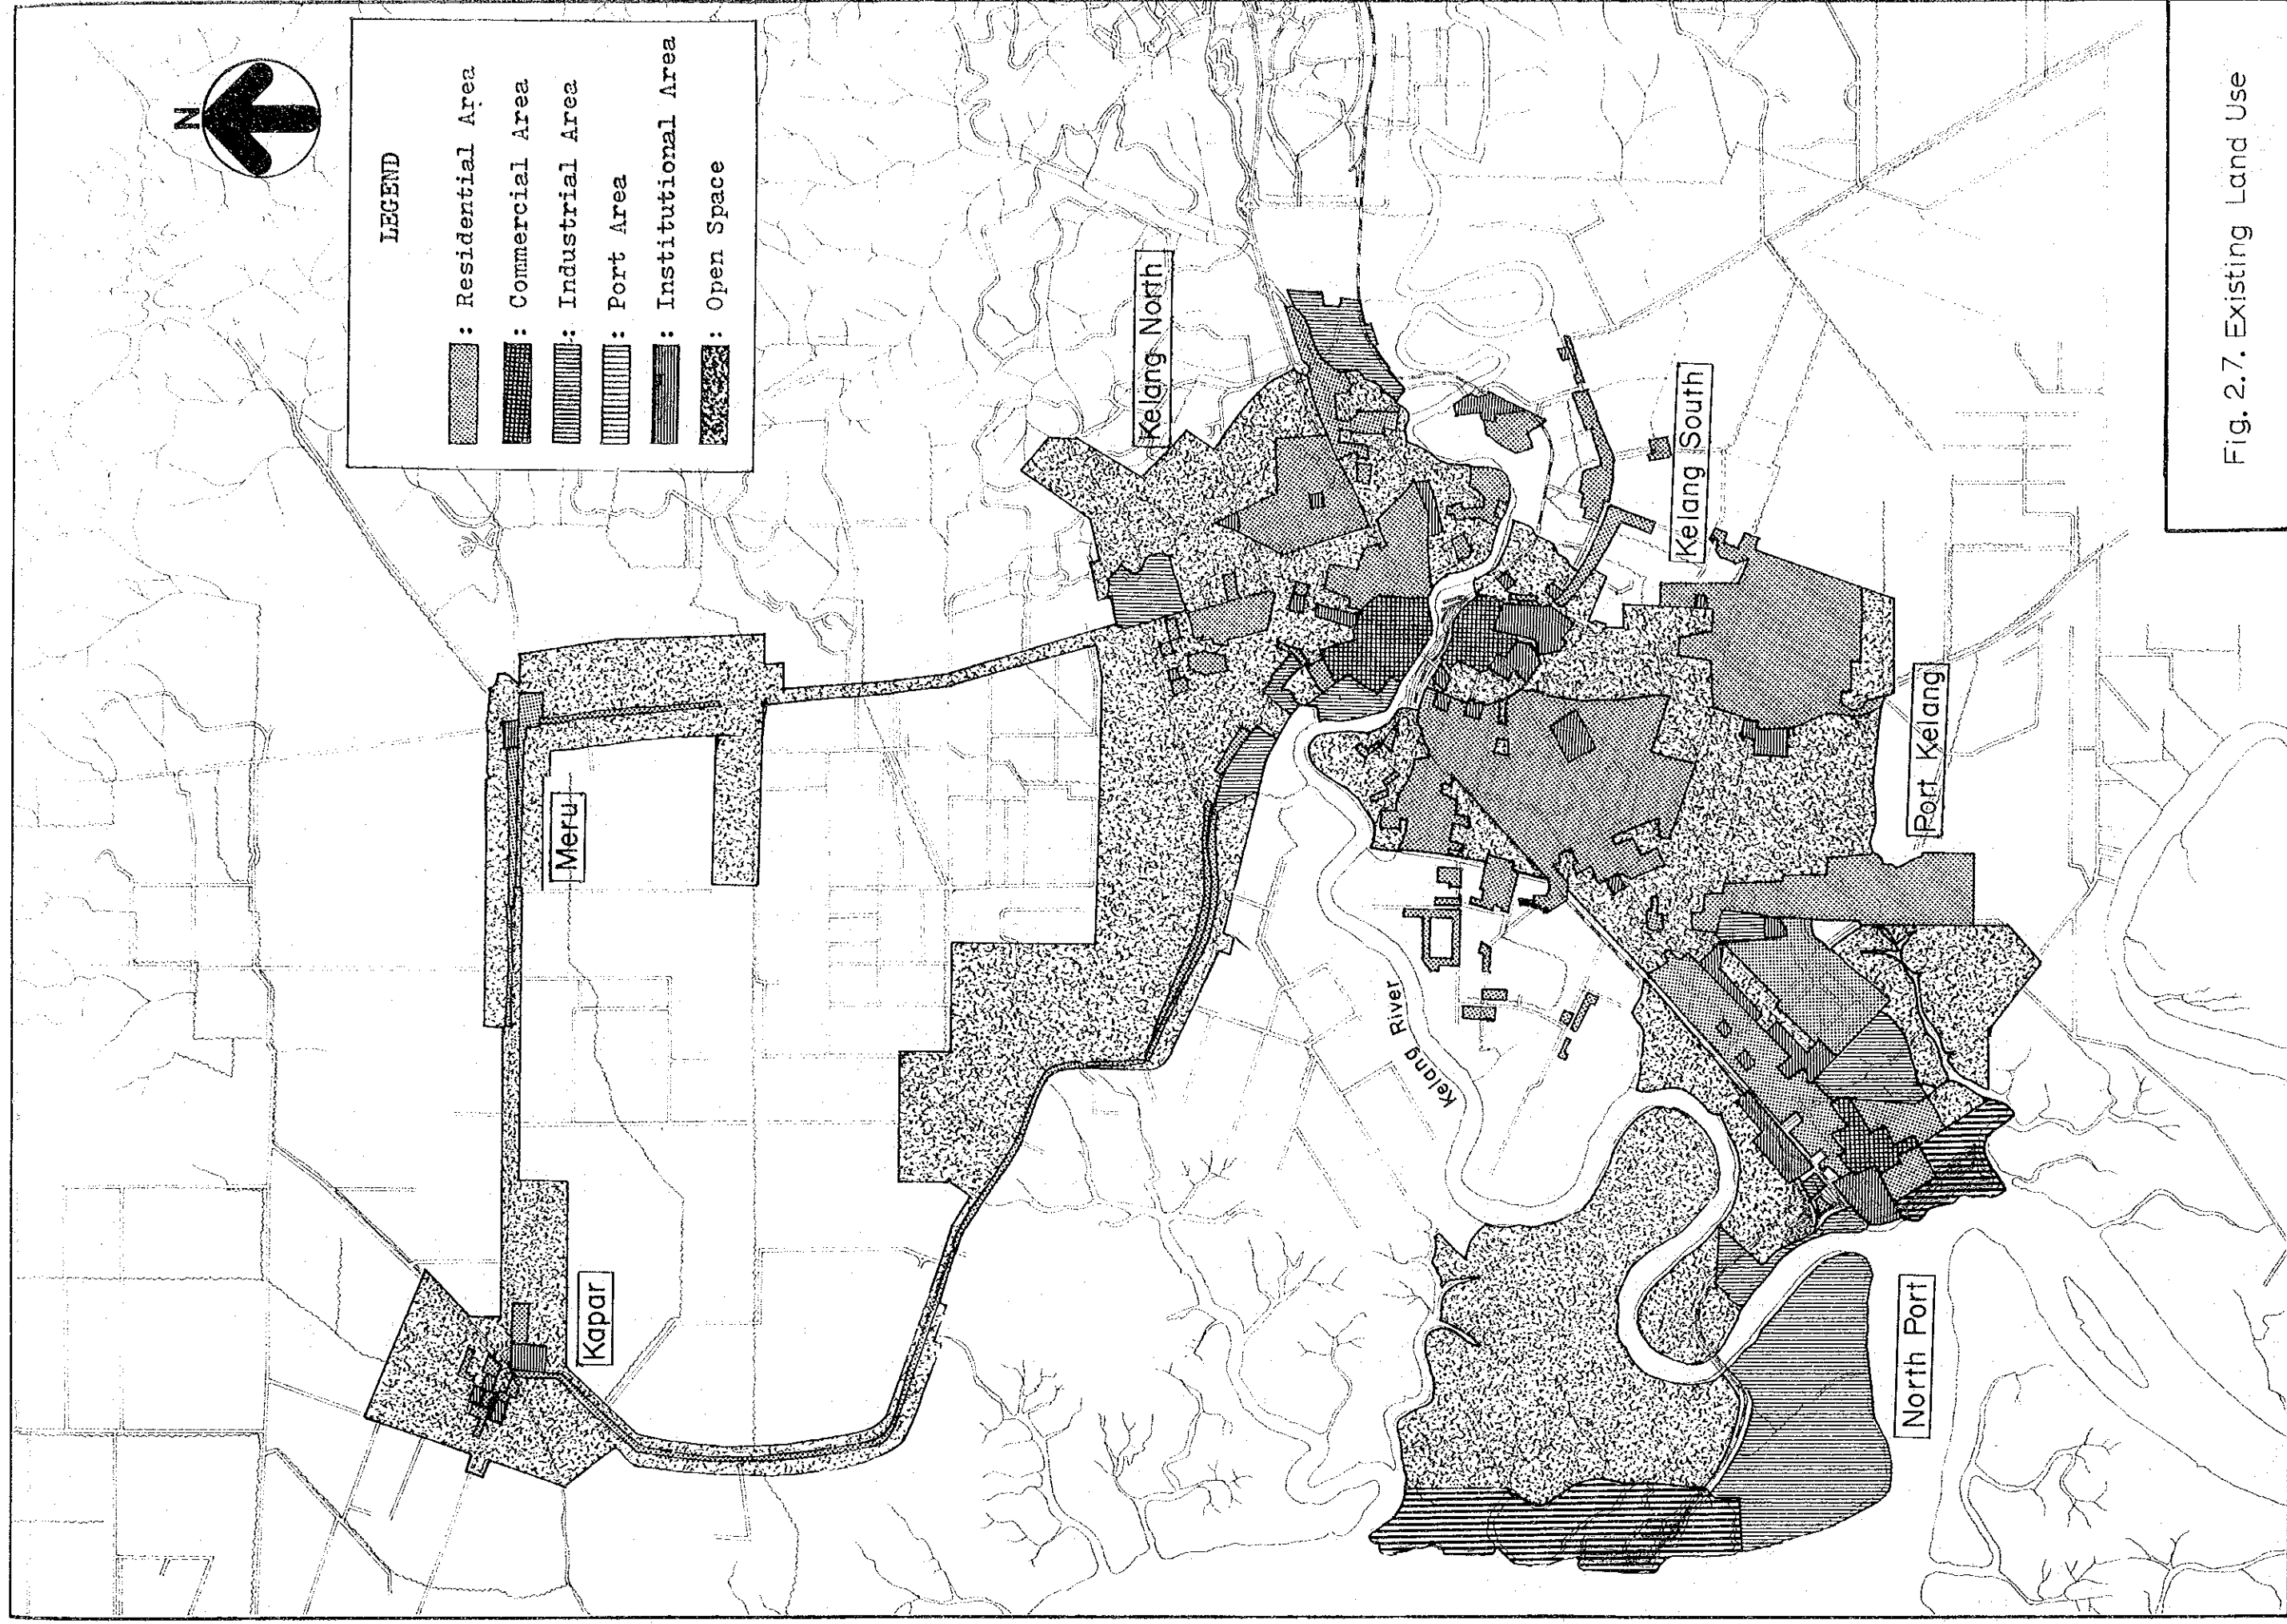 N
LEGEND
: Residential Area
: Commercial Area
: Industrial Area
: Port Area
: Institutional Area
: Open Space
Kapar
Meru
Kelang North
Kelang South
Kelang River
Port Kelang
North Port
Fig. 2.7. Existing Land Use